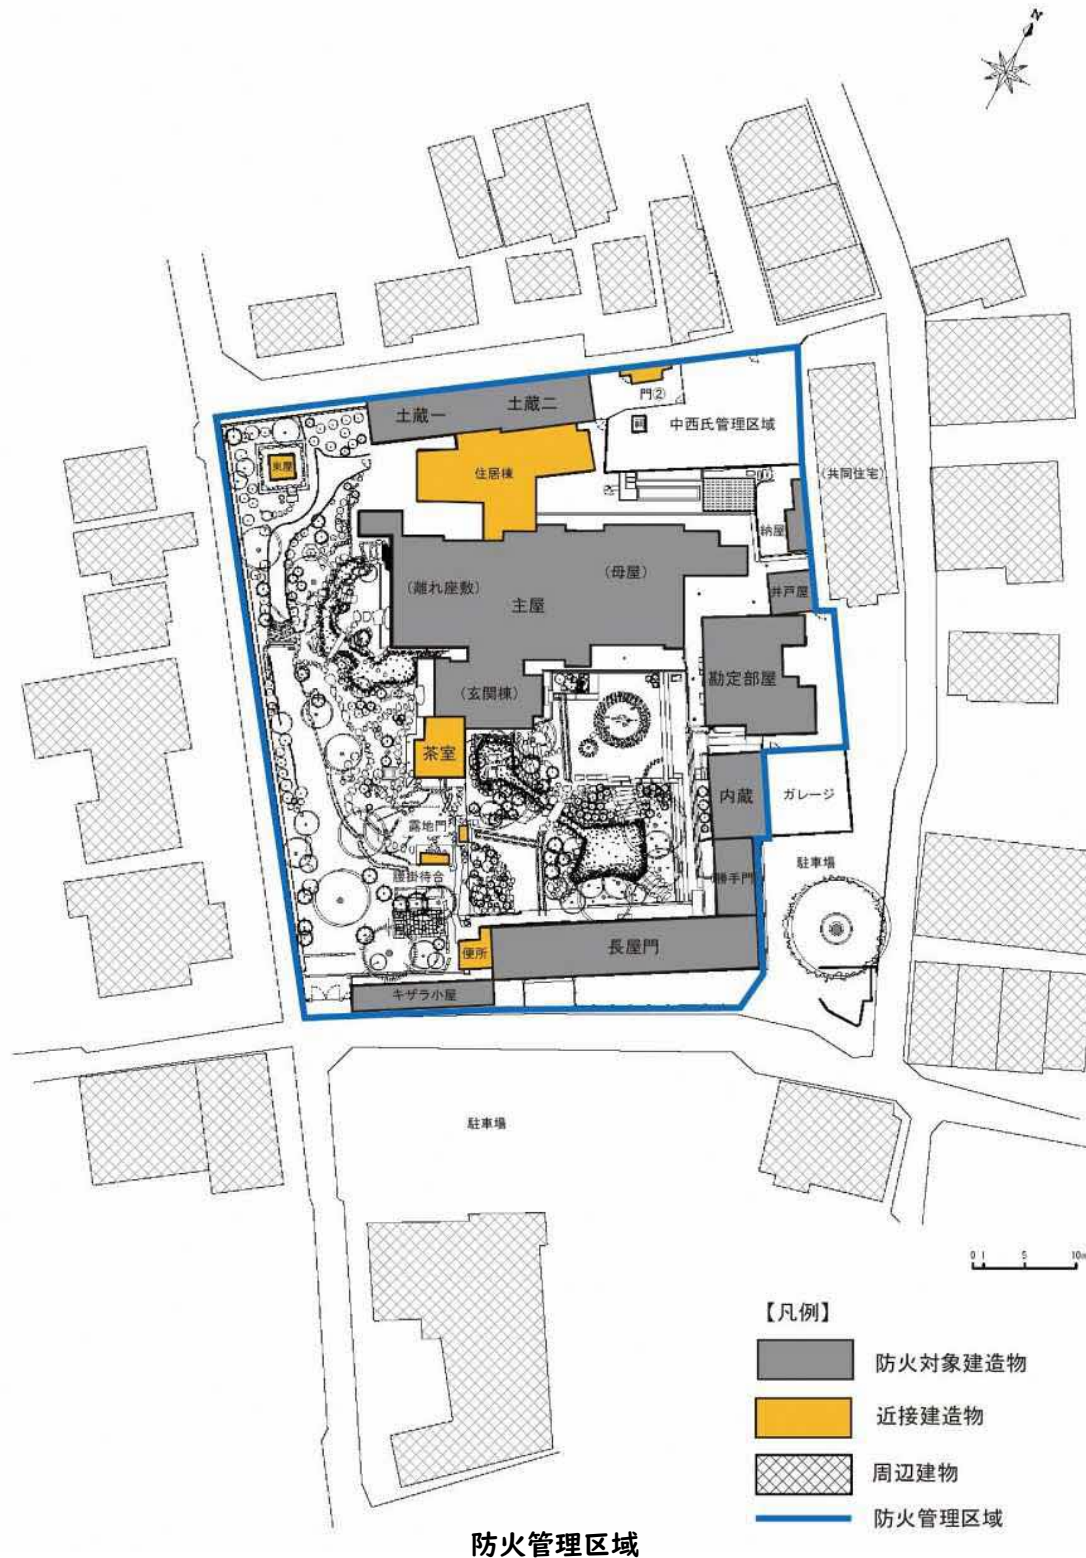 N
土蔵一
土蔵二
門②
祠
中西氏管理区域
東屋
住居棟
(共同住宅)
納屋
(離れ座敷)
(母屋)
主屋
井戸屋
(玄関棟)
勘定部屋
茶室
内蔵
ガレージ
露地門
腰掛待合
勝手門
駐車場
便所
長屋門
キザラ小屋
駐車場
0 1 5 10m
【凡例】
防火対象建造物
近接建造物
周辺建物
防火管理区域
防火管理区域